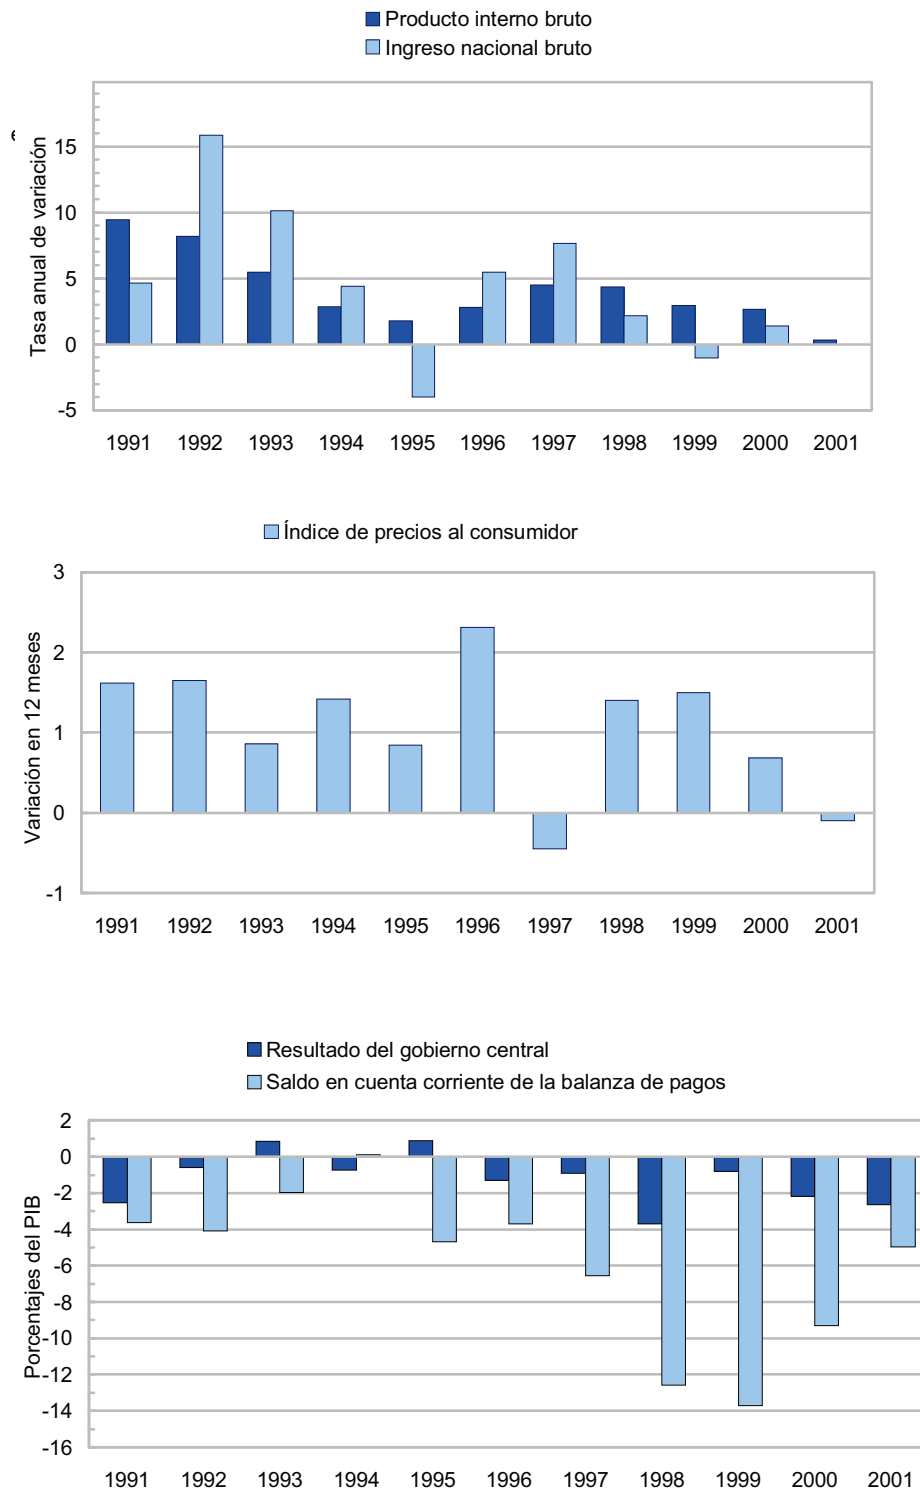 Producto interno bruto
Ingreso nacional bruto
Tasa anual de variación
15
10
5
0
-5
1991 1992 1993 1994 1995 1996 1997 1998 1999 2000 2001
Índice de precios al consumidor
Variación en 12 meses
3
2
1
0
-1
1991 1992 1993 1994 1995 1996 1997 1998 1999 2000 2001
Resultado del gobierno central
Saldo en cuenta corriente de la balanza de pagos
Porcentajes del PIB
2
0
-2
-4
-6
-8
-10
-12
-14
-16
1991 1992 1993 1994 1995 1996 1997 1998 1999 2000 2001